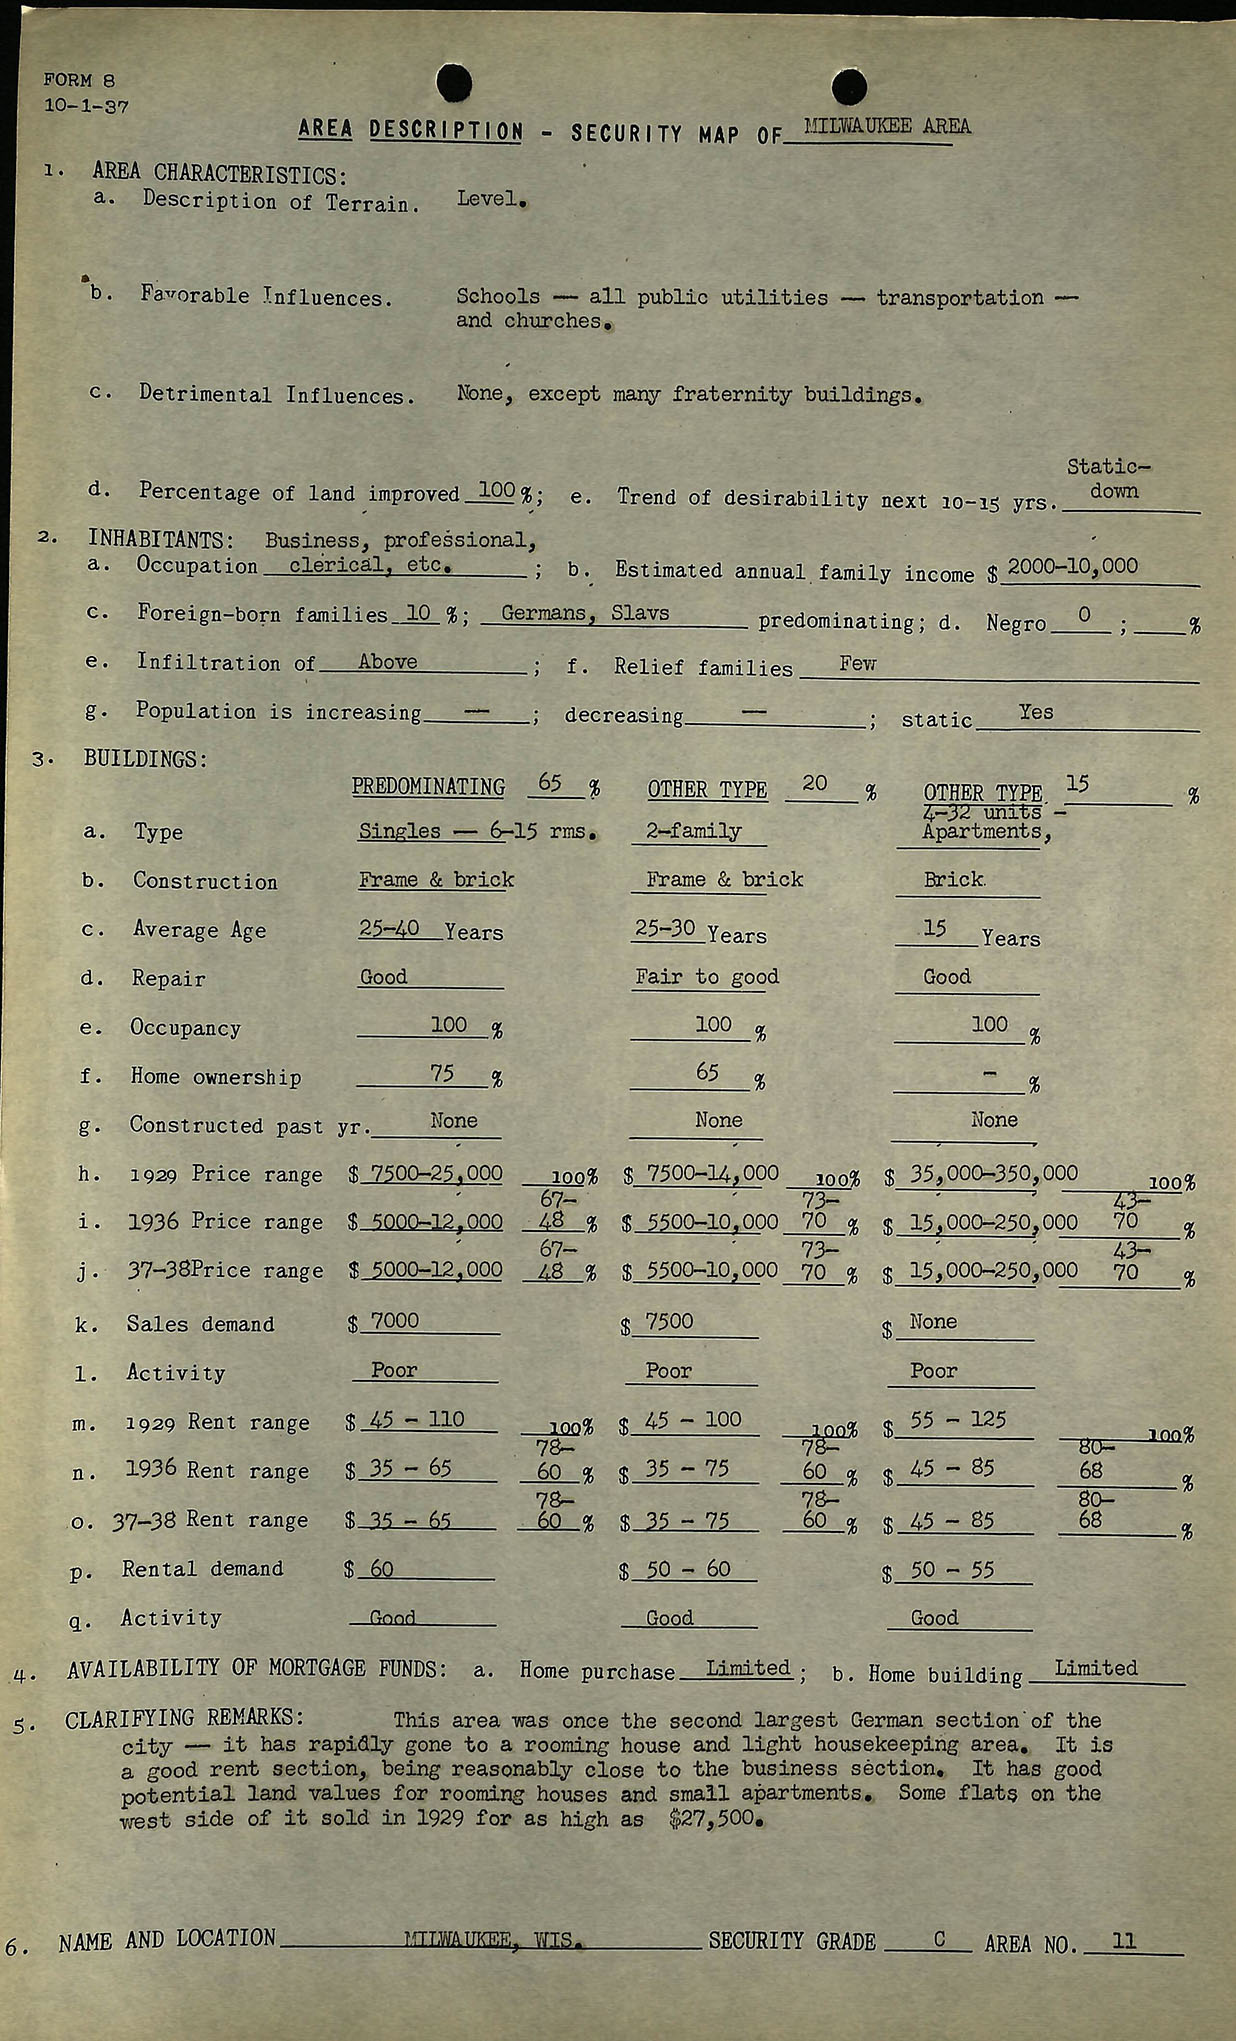 FORM 8
10-1-37
AREA DESCRIPTION - SECURITY MAP OF MILWAUKEE AREA
1. AREA CHARACTERISTICS:
a. Description of Terrain. Level.
b. Favorable Influences. Schools — all public utilities — transportation —
and churches.
c. Detrimental Influences. None, except many fraternity buildings.
Static-
d. Percentage of land improved 100 %; e. Trend of desirability next 10-15 yrs. down
2. INHABITANTS: Business, professional,
a. Occupation clerical, etc. ; b. Estimated annual family income $ 2000-10,000
c. Foreign-born families 10 %; Germans, Slavs predominating; d. Negro 0 ; %
e. Infiltration of Above ; f. Relief families Few
g. Population is increasing — ; decreasing — ; static Yes
3. BUILDINGS:
PREDOMINATING 65 % OTHER TYPE 20 % OTHER TYPE 15 %
4-32 units -
a. Type Singles — 6-15 rms. 2-family Apartments,
b. Construction Frame & brick Frame & brick Brick
c. Average Age 25-40 Years 25-30 Years 15 Years
d. Repair Good Fair to good Good
e. Occupancy 100 % 100 % 100 %
f. Home ownership 75 % 65 % - %
g. Constructed past yr. None None None
h. 1929 Price range $ 7500-25,000 100% $ 7500-14,000 100% $ 35,000-350,000 100%
67- 73- 43-
i. 1936 Price range $ 5000-12,000 48 % $ 5500-10,000 70 % $ 15,000-250,000 70 %
67- 73- 43-
j. 37-38Price range $ 5000-12,000 48 % $ 5500-10,000 70 % $ 15,000-250,000 70 %
k. Sales demand $ 7000 $ 7500 $ None
l. Activity Poor Poor Poor
m. 1929 Rent range $ 45 - 110 100% $ 45 - 100 100% $ 55 - 125 100%
78- 78- 80-
n. 1936 Rent range $ 35 - 65 60 % $ 35 - 75 60 % $ 45 - 85 68 %
78- 78- 80-
o. 37-38 Rent range $ 35 - 65 60 % $ 35 - 75 60 % $ 45 - 85 68 %
p. Rental demand $ 60 $ 50 - 60 $ 50 - 55
q. Activity Good Good Good
4. AVAILABILITY OF MORTGAGE FUNDS: a. Home purchase Limited ; b. Home building Limited
5. CLARIFYING REMARKS: This area was once the second largest German section of the
city — it has rapidly gone to a rooming house and light housekeeping area. It is
a good rent section, being reasonably close to the business section. It has good
potential land values for rooming houses and small apartments. Some flats on the
west side of it sold in 1929 for as high as $27,500.
6. NAME AND LOCATION MILWAUKEE, WIS. SECURITY GRADE C AREA NO. 11